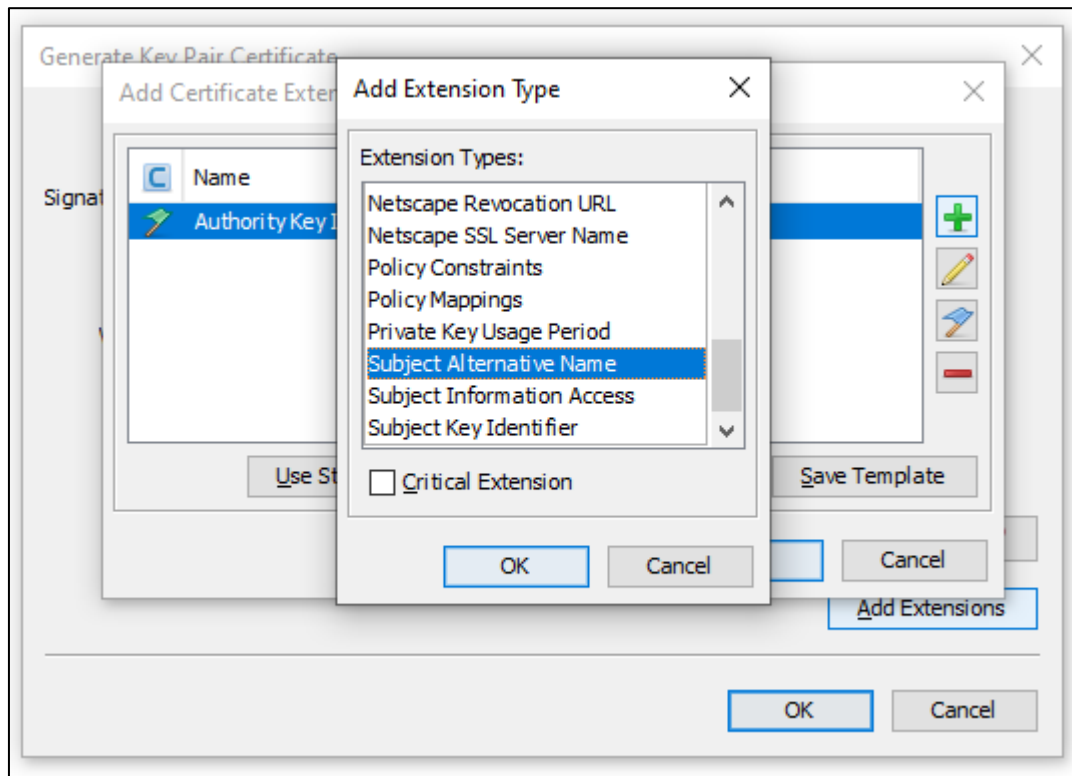 Generate Key Pair Certificate
Add Certificate Exten
Add Extension Type
Extension Types:
C Name
Signat
Authority Key I
Netscape Revocation URL
Netscape SSL Server Name
Policy Constraints
Policy Mappings
Private Key Usage Period
Subject Alternative Name
Subject Information Access
Subject Key Identifier
Critical Extension
Use St
Save Template
OK Cancel
Cancel
Add Extensions
OK Cancel